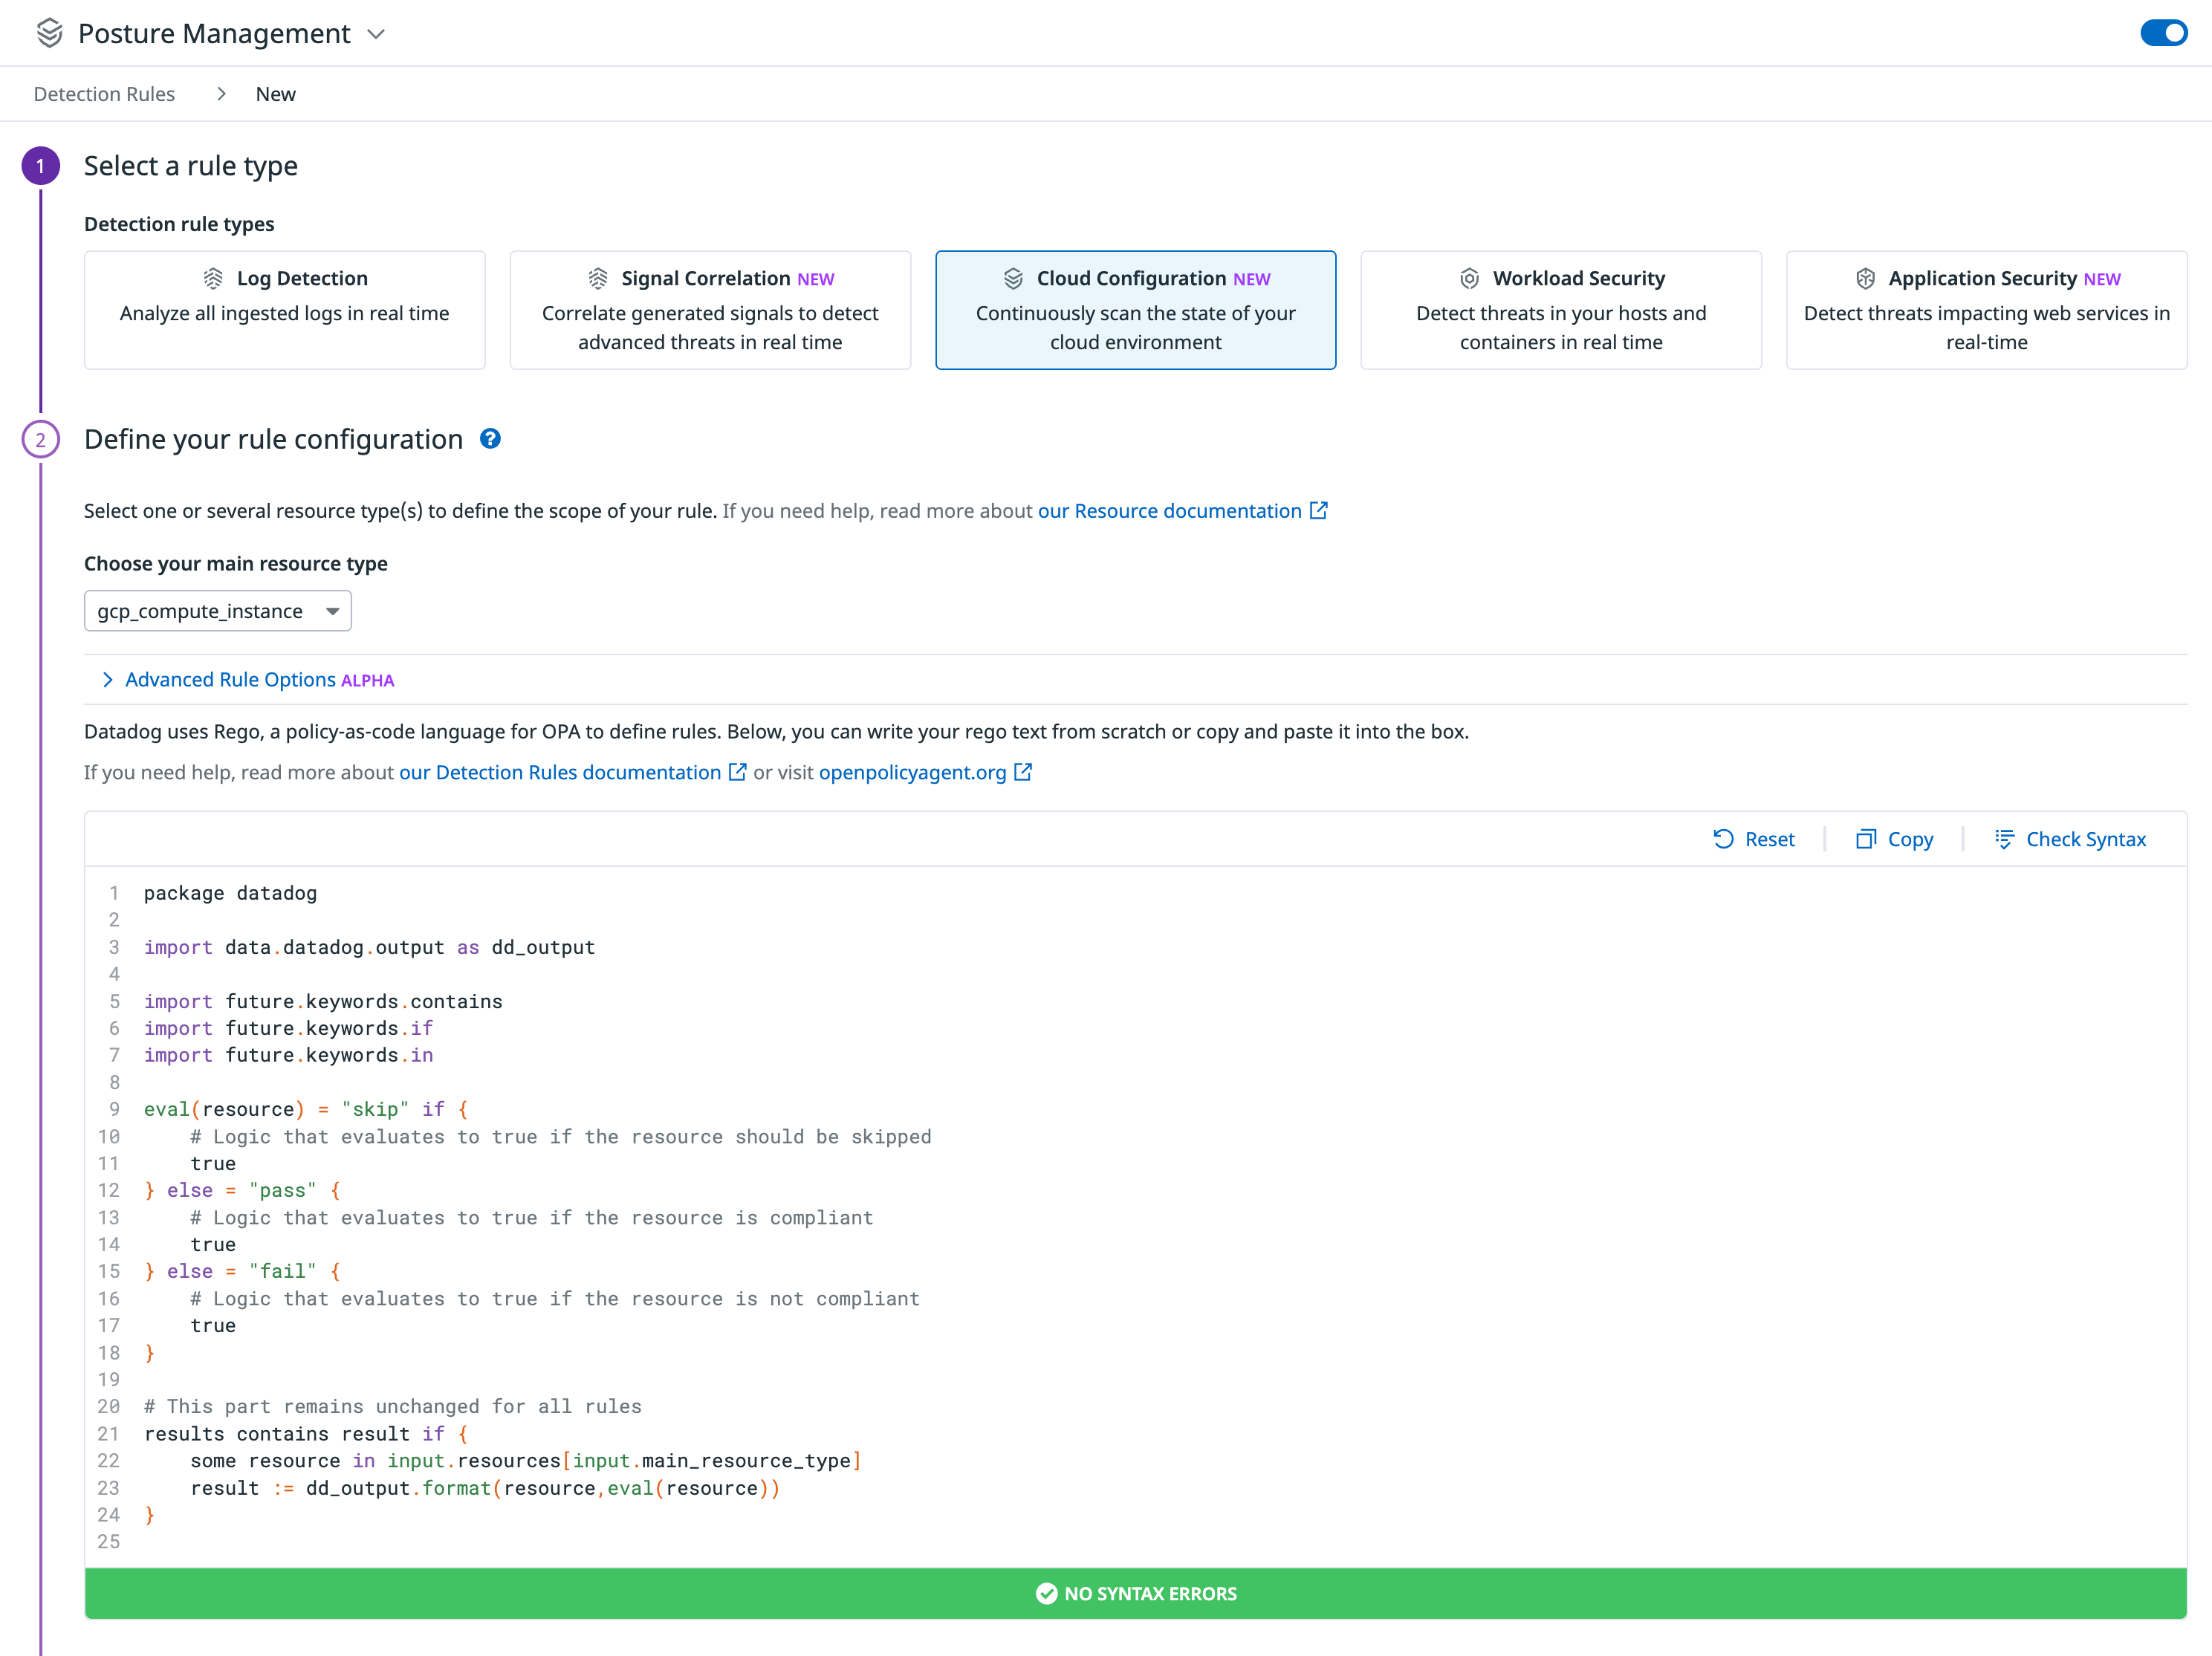 Posture Management
Detection Rules > New
1 Select a rule type
Detection rule types
Log Detection
Analyze all ingested logs in real time
Signal Correlation NEW
Correlate generated signals to detect
advanced threats in real time
Cloud Configuration NEW
Continuously scan the state of your
cloud environment
Workload Security
Detect threats in your hosts and
containers in real time
Application Security NEW
Detect threats impacting web services in
real-time
2 Define your rule configuration ?
Select one or several resource type(s) to define the scope of your rule. If you need help, read more about our Resource documentation
Choose your main resource type
gcp_compute_instance
Advanced Rule Options ALPHA
Datadog uses Rego, a policy-as-code language for OPA to define rules. Below, you can write your rego text from scratch or copy and paste it into the box.
If you need help, read more about our Detection Rules documentation or visit openpolicyagent.org
Reset Copy Check Syntax
1 package datadog
2
3 import data.datadog.output as dd_output
4
5 import future.keywords.contains
6 import future.keywords.if
7 import future.keywords.in
8
9 eval(resource) = "skip" if {
10     # Logic that evaluates to true if the resource should be skipped
11     true
12 } else = "pass" {
13     # Logic that evaluates to true if the resource is compliant
14     true
15 } else = "fail" {
16     # Logic that evaluates to true if the resource is not compliant
17     true
18 }
19
20 # This part remains unchanged for all rules
21 results contains result if {
22     some resource in input.resources[input.main_resource_type]
23     result := dd_output.format(resource,eval(resource))
24 }
25
NO SYNTAX ERRORS